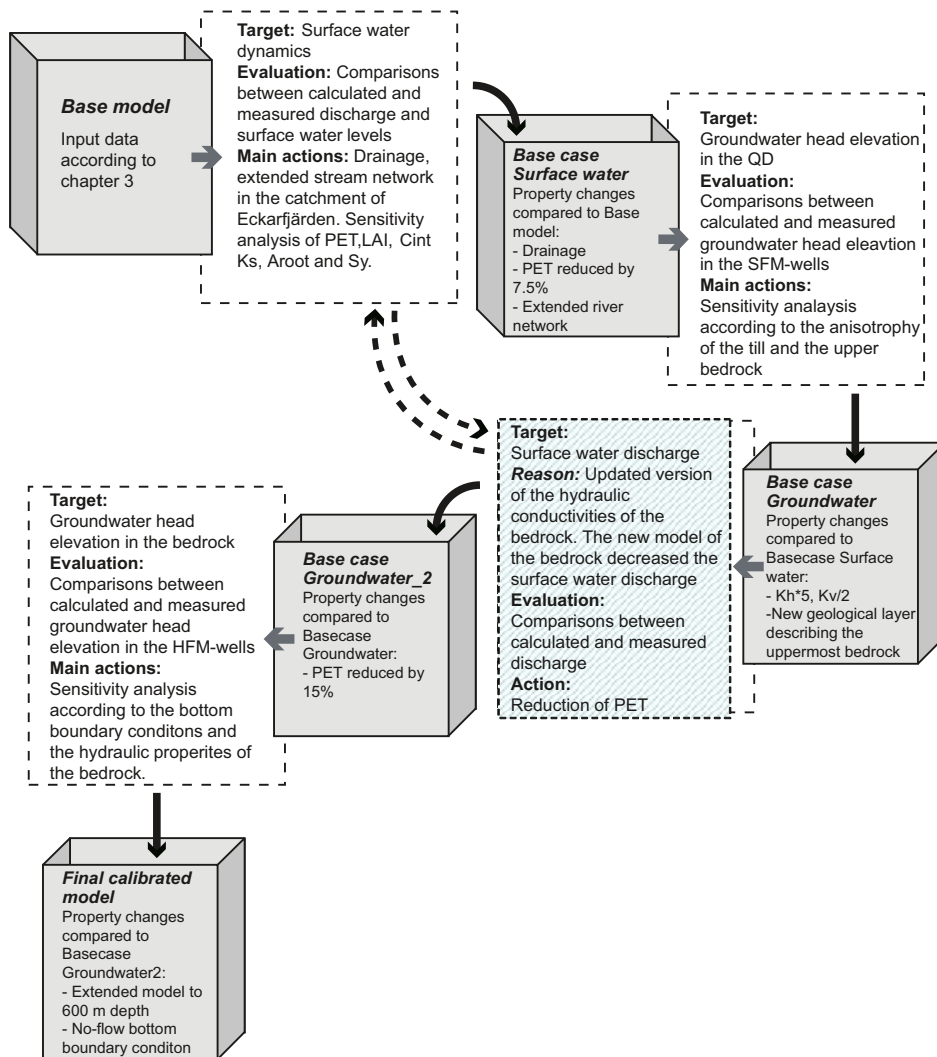 Base model
Input data
according to
chapter 3
Target: Surface water
dynamics
Evaluation: Comparisons
between calculated and
measured discharge and
surface water levels
Main actions: Drainage,
extended stream network
in the catchment of
Eckarfjärden. Sensitivity
analysis of PET,LAI, Cint
Ks, Aroot and Sy.
Base case
Surface water
Property changes
compared to Base
model:
- Drainage
- PET reduced by
7.5%
- Extended river
network
Target:
Groundwater head elevation
in the QD
Evaluation:
Comparisons between
calculated and measured
groundwater head eleavtion
in the SFM-wells
Main actions:
Sensitivity analaysis
according to the anisotrophy
of the till and the upper
bedrock
Base case
Groundwater
Property changes
compared to
Basecase Surface
water:
- Kh*5, Kv/2
-New geological layer
describing the
uppermost bedrock
Target:
Surface water discharge
Reason: Updated version
of the hydraulic
conductivities of the
bedrock. The new model of
the bedrock decreased the
surface water discharge
Evaluation:
Comparisons between
calculated and measured
discharge
Action:
Reduction of PET
Base case
Groundwater_2
Property changes
compared to
Basecase
Groundwater:
- PET reduced by
15%
Target:
Groundwater head
elevation in the bedrock
Evaluation:
Comparisons between
calculated and measured
groundwater head
elevation in the HFM-wells
Main actions:
Sensitivity analysis
according to the bottom
boundary conditons and
the hydraulic properites of
the bedrock.
Final calibrated
model
Property changes
compared to
Basecase
Groundwater2:
- Extended model to
600 m depth
- No-flow bottom
boundary conditon